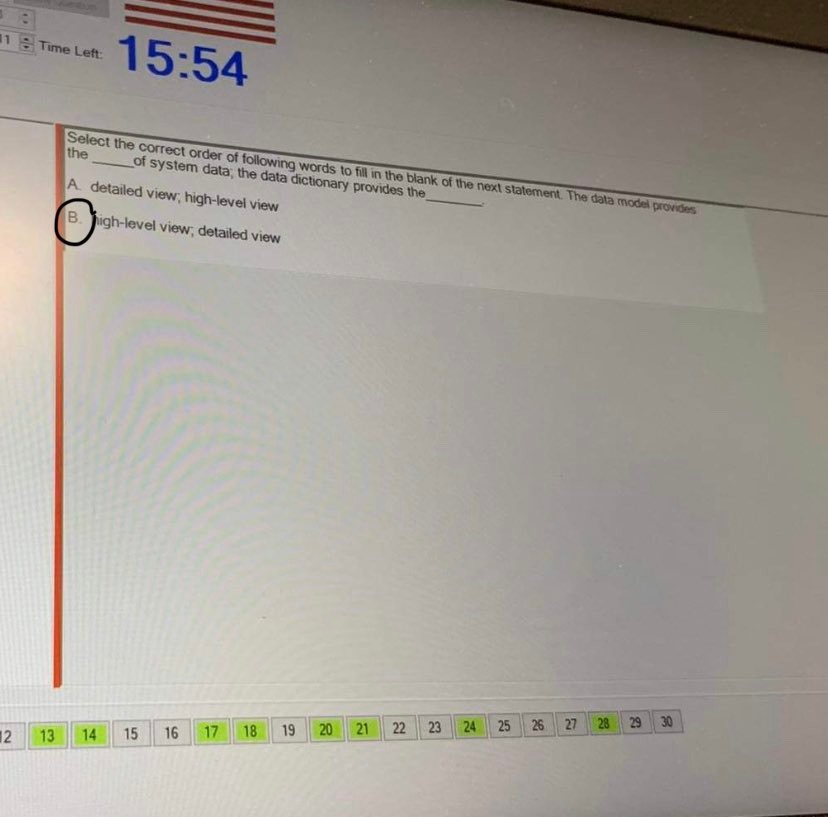 11 Time Left: 15:54
Select the correct order of following words to fill in the blank of the next statement. The data model provides
the _____ of system data; the data dictionary provides the_______.
A. detailed view; high-level view
B. high-level view; detailed view
12 13 14 15 16 17 18 19 20 21 22 23 24 25 26 27 28 29 30